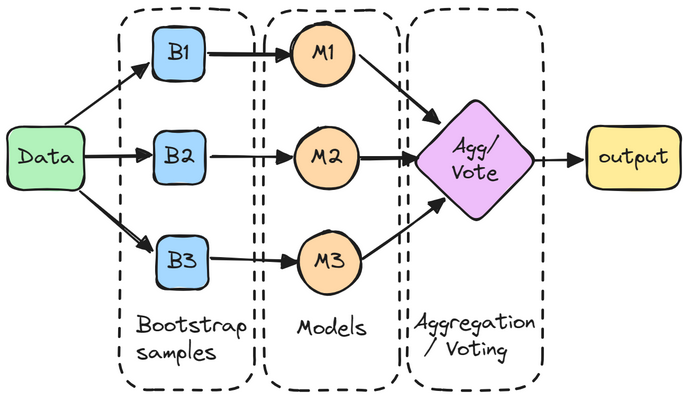 B1
M1
Data
B2
M2
Agg/
Vote
output
B3
M3
Bootstrap
samples
Models
Aggregation
/ Voting